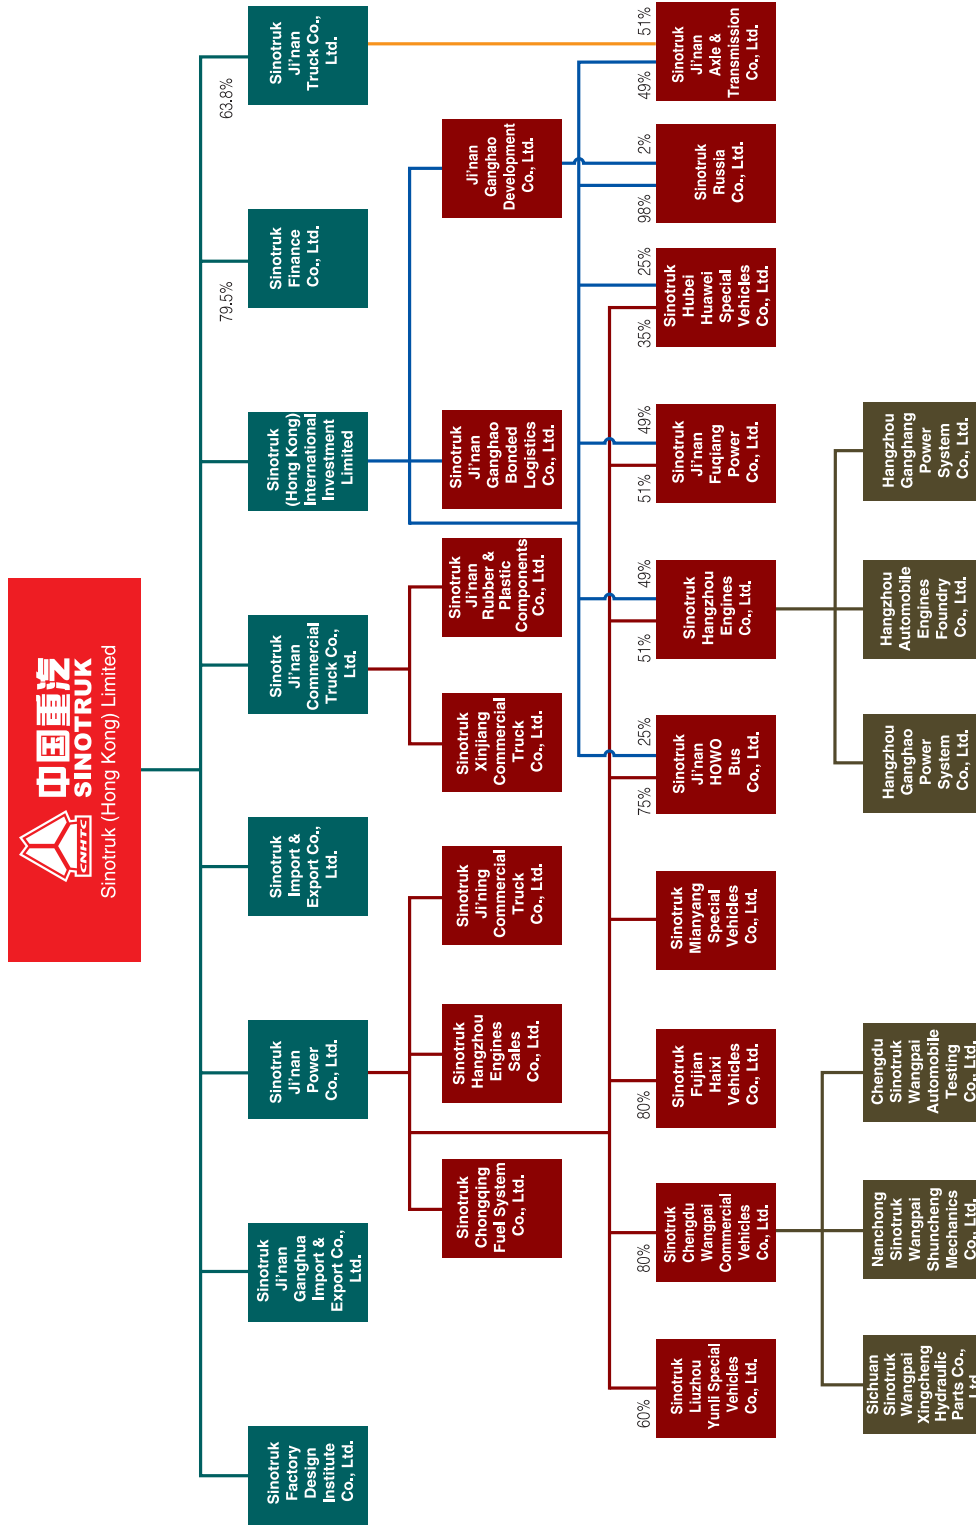 中国重汽
CNHTC
SINOTRUK
Sinotruk (Hong Kong) Limited
79.5%
63.8%
Sinotruk
Factory
Design
Institute
Co., Ltd.
Sinotruk
Ji'nan
Ganghua
Import &
Export Co.,
Ltd.
Sinotruk
Ji'nan
Power
Co., Ltd.
Sinotruk
Import &
Export Co.,
Ltd.
Sinotruk
Ji'nan
Commercial
Truck Co.,
Ltd.
Sinotruk
(Hong Kong)
International
Investment
Limited
Sinotruk
Finance
Co., Ltd.
Sinotruk
Ji'nan
Truck Co.,
Ltd.
Sinotruk
Chongqing
Fuel System
Co., Ltd.
Sinotruk
Hangzhou
Engines
Sales
Co., Ltd.
Sinotruk
Ji'ning
Commercial
Truck
Co., Ltd.
Sinotruk
Xinjiang
Commercial
Truck
Co., Ltd.
Sinotruk
Ji'nan
Rubber &
Plastic
Components
Co., Ltd.
Sinotruk
Ji'nan
Ganghao
Bonded
Logistics
Co., Ltd.
Ji'nan
Ganghao
Development
Co., Ltd.
60%
80%
80%
75%
25%
51%
49%
51%
49%
35%
25%
98%
2%
49%
51%
Sinotruk
Liuzhou
Yunli Special
Vehicles
Co., Ltd.
Sinotruk
Chengdu
Wangpai
Commercial
Vehicles
Co., Ltd.
Sinotruk
Fujian
Haixi
Vehicles
Co., Ltd.
Sinotruk
Mianyang
Special
Vehicles
Co., Ltd.
Sinotruk
Ji'nan
HOWO
Bus
Co., Ltd.
Sinotruk
Hangzhou
Engines
Co., Ltd.
Sinotruk
Ji'nan
Fuqiang
Power
Co., Ltd.
Sinotruk
Hubei
Huawei
Special
Vehicles
Co., Ltd.
Sinotruk
Russia
Co., Ltd.
Sinotruk
Ji'nan
Axle &
Transmission
Co., Ltd.
Sichuan
Sinotruk
Wangpai
Xingcheng
Hydraulic
Parts Co.,
Ltd.
Nanchong
Sinotruk
Wangpai
Shuncheng
Mechanics
Co., Ltd.
Chengdu
Sinotruk
Wangpai
Automobile
Testing
Co., Ltd.
Hangzhou
Ganghao
Power
System
Co., Ltd.
Hangzhou
Automobile
Engines
Foundry
Co., Ltd.
Hangzhou
Ganghang
Power
System
Co., Ltd.